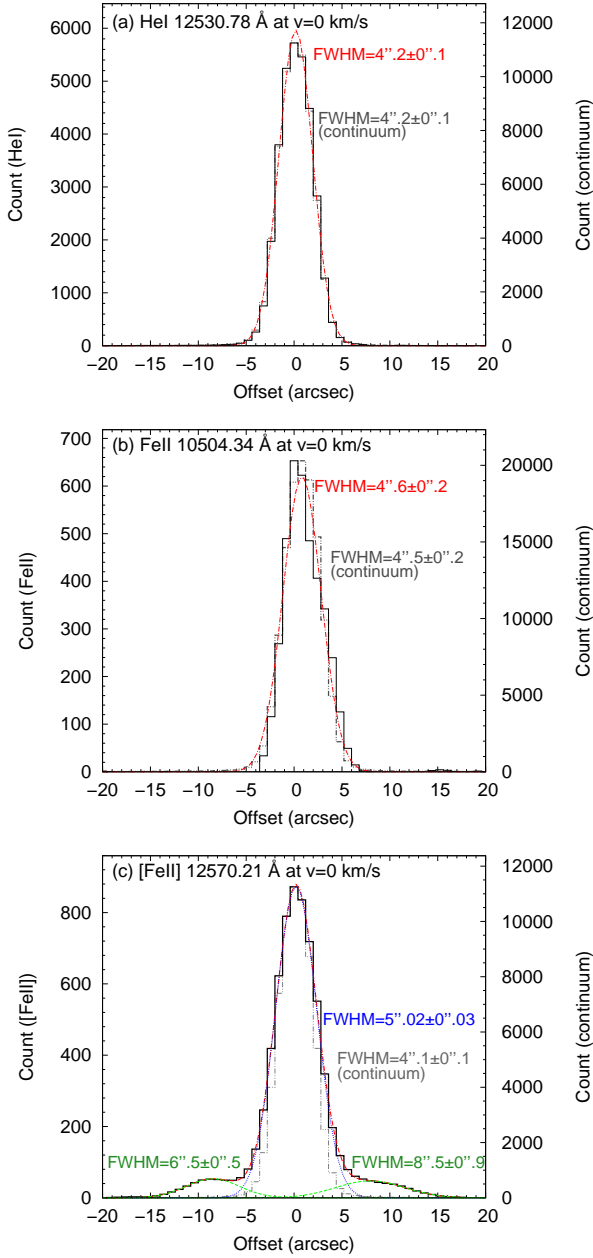 (a) HeI 12530.78 Å at v=0 km/s
FWHM=4”.2±0”.1
FWHM=4”.2±0”.1
(continuum)
Count (HeI)
0
1000
2000
3000
4000
5000
6000
Count (continuum)
0
2000
4000
6000
8000
10000
12000
−20 −15 −10 −5 0 5 10 15 20
Offset (arcsec)
(b) FeII 10504.34 Å at v=0 km/s
FWHM=4”.6±0”.2
FWHM=4”.5±0”.2
(continuum)
Count (FeII)
0
100
200
300
400
500
600
700
Count (continuum)
0
5000
10000
15000
20000
−20 −15 −10 −5 0 5 10 15 20
Offset (arcsec)
(c) [FeII] 12570.21 Å at v=0 km/s
FWHM=5”.02±0”.03
FWHM=4”.1±0”.1
(continuum)
FWHM=6”.5±0”.5
FWHM=8”.5±0”.9
Count ([FeII])
0
200
400
600
800
Count (continuum)
0
2000
4000
6000
8000
10000
12000
−20 −15 −10 −5 0 5 10 15 20
Offset (arcsec)